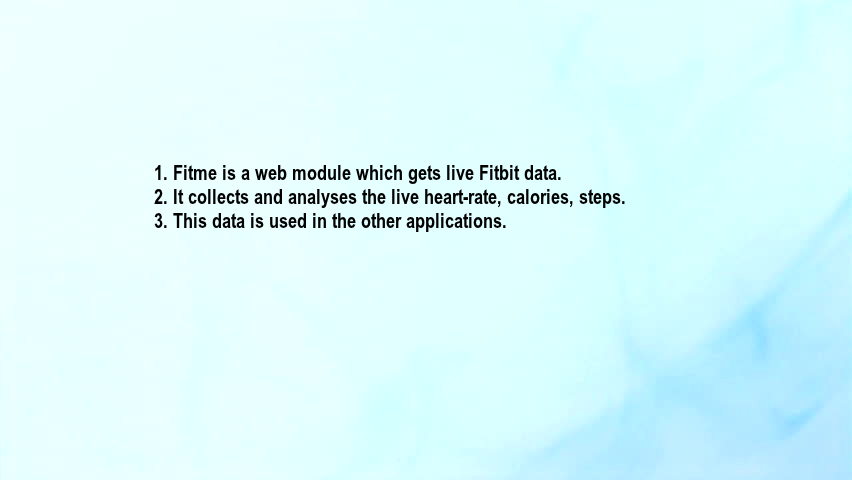 1. Fitme is a web module which gets live Fitbit data.
2. It collects and analyses the live heart-rate, calories, steps.
3. This data is used in the other applications.